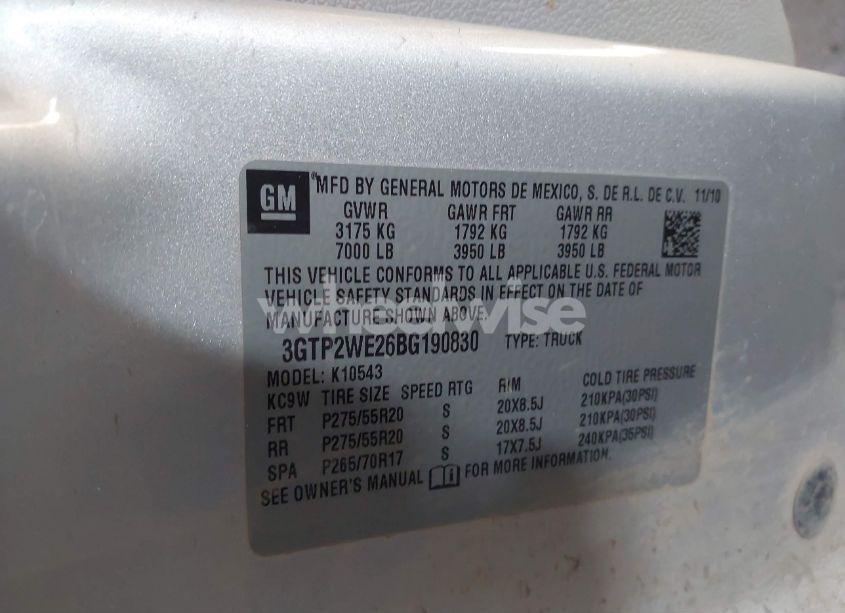 GM
MFD BY GENERAL MOTORS DE MEXICO, S. DE R.L. DE C.V. 11/10
GVWR GAWR FRT GAWR RR
3175 KG 1792 KG 1792 KG
7000 LB 3950 LB 3950 LB
THIS VEHICLE CONFORMS TO ALL APPLICABLE U.S. FEDERAL MOTOR
VEHICLE SAFETY STANDARDS IN EFFECT ON THE DATE OF
MANUFACTURE SHOWN ABOVE.
wheelwise
3GTP2WE26BG190830 TYPE: TRUCK
MODEL: K10543
KC9W TIRE SIZE SPEED RTG RIM COLD TIRE PRESSURE
FRT P275/55R20 S 20X8.5J 210KPA(30PSI)
RR P275/55R20 S 20X8.5J 210KPA(30PSI)
SPA P265/70R17 S 17X7.5J 240KPA(35PSI)
SEE OWNER'S MANUAL FOR MORE INFORMATION.